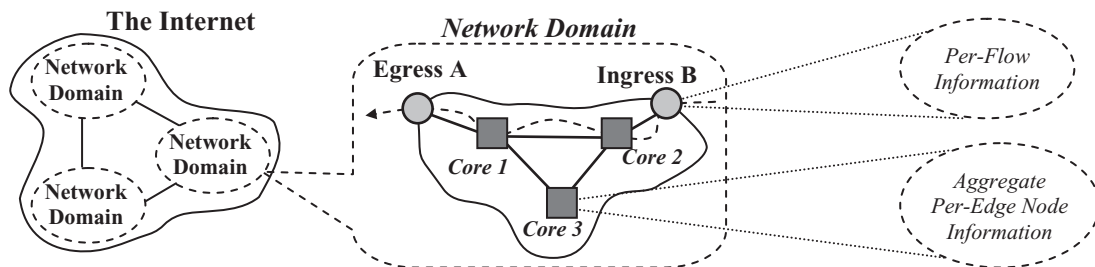 The Internet
Network
Domain
Network
Domain
Network
Domain
Network Domain
Egress A
Ingress B
Core 1
Core 2
Core 3
Per-Flow
Information
Aggregate
Per-Edge Node
Information